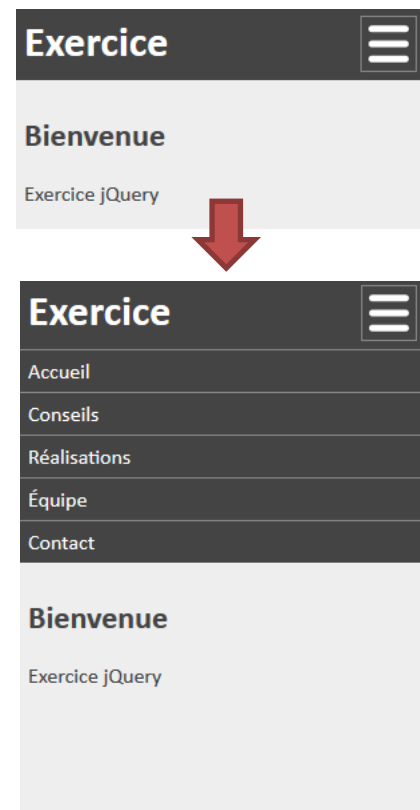 Exercice
Bienvenue
Exercice jQuery
Exercice
Accueil
Conseils
Réalisations
Équipe
Contact
Bienvenue
Exercice jQuery